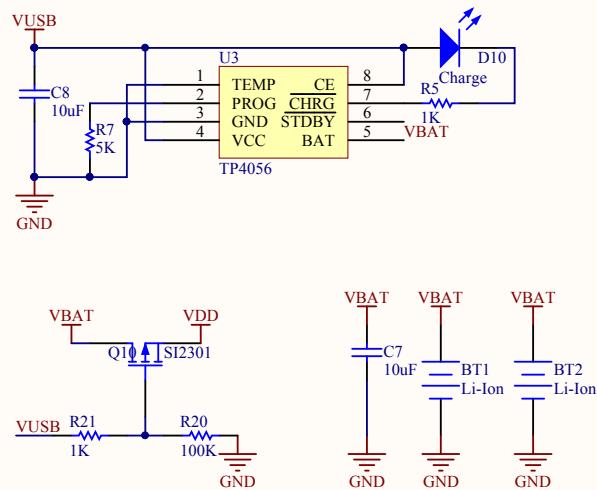 VUSB
C8
10uF
R7
5K
GND
U3
1 TEMP CE 8
2 PROG CHRG 7
3 GND STDBY 6
4 VCC BAT 5
TP4056
VBAT
R5
1K
D10
Charge
VBAT
VDD
Q10 SI2301
VUSB
R21
1K
R20
100K
GND
VBAT
C7
10uF
GND
VBAT
BT1
Li-Ion
GND
VBAT
BT2
Li-Ion
GND